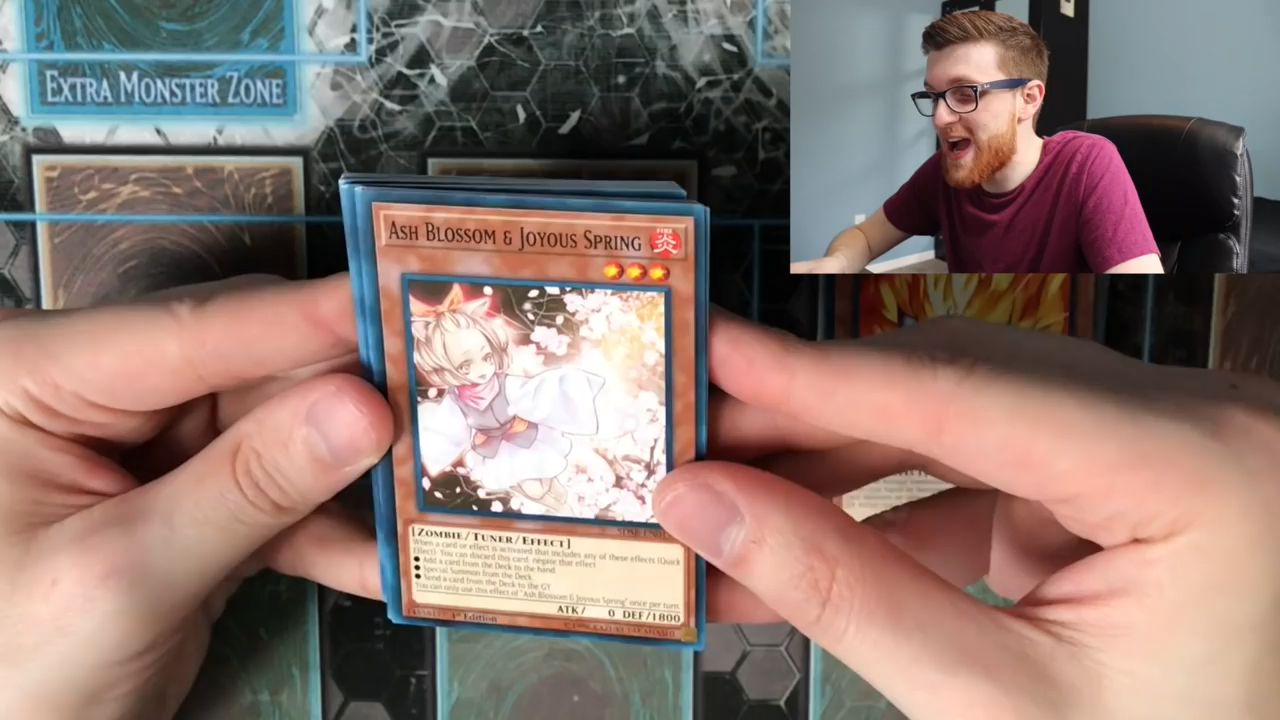 EXTRA MONSTER ZONE
ASH BLOSSOM & JOYOUS SPRING
FIRE
炎
[ZOMBIE/TUNER/EFFECT]
When a card or effect is activated that includes any of these effects (Quick
Effect): You can discard this card; negate that effect
● Add a card from the Deck to the hand.
● Special Summon from the Deck.
● Send a card from the Deck to the GY.
You can only use this effect of "Ash Blossom & Joyous Spring" once per turn.
ATK/ 0 DEF/1800
1st Edition